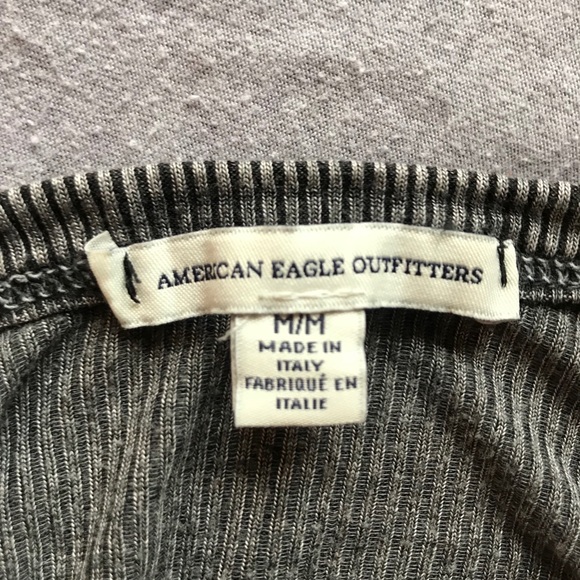 AMERICAN EAGLE OUTFITTERS
M/M
MADE IN
ITALY
FABRIQUÉ EN
ITALIE